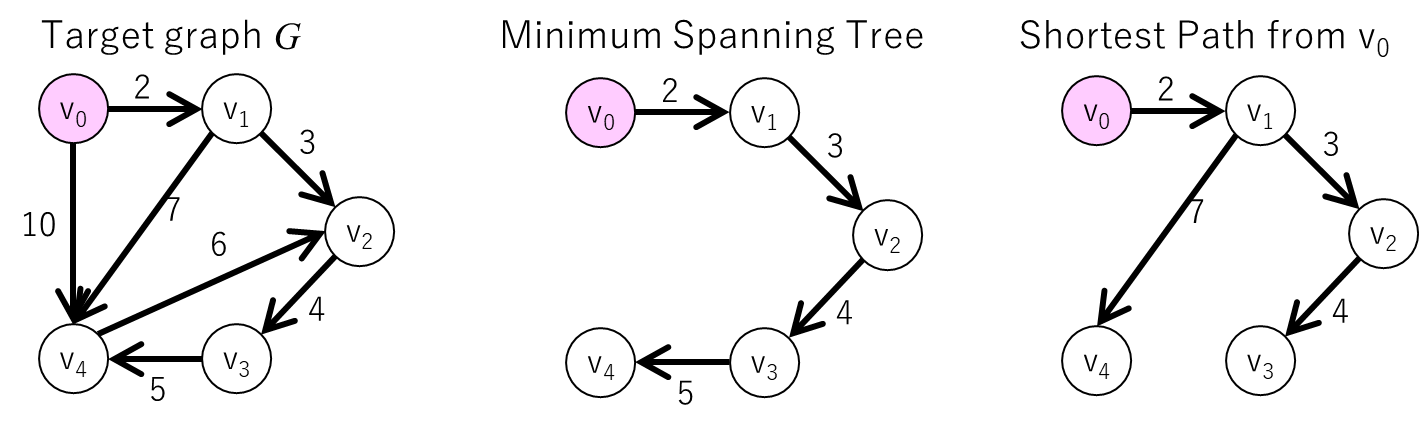 Target graph G
v0
2
v1
3
10
7
6
v2
4
v4
5
v3
Minimum Spanning Tree
v0
2
v1
3
v2
4
v4
5
v3
Shortest Path from v0
v0
2
v1
3
7
v2
4
v4
v3